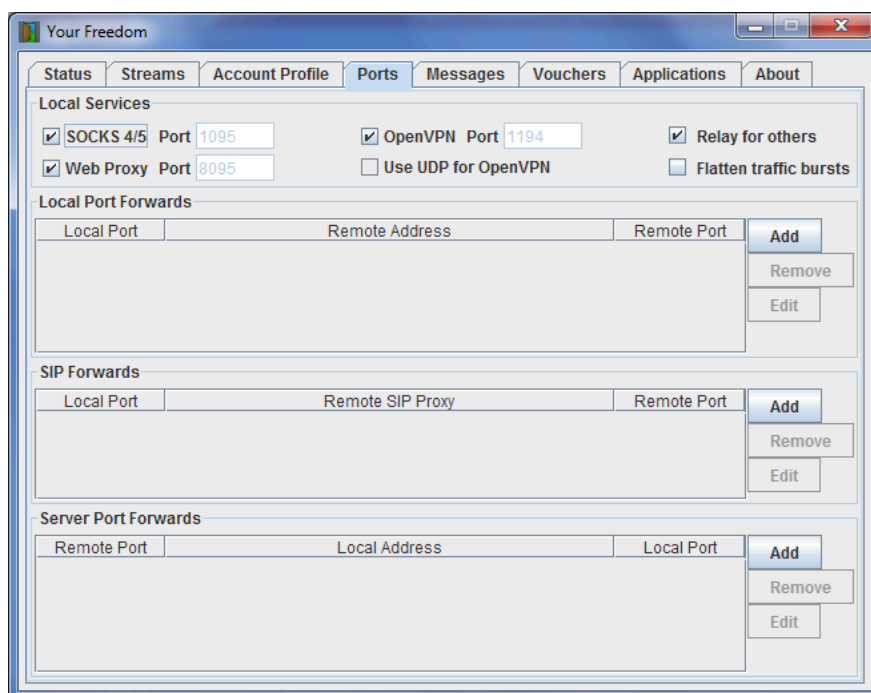 Your Freedom
Status Streams Account Profile Ports Messages Vouchers Applications About
Local Services
SOCKS 4/5 Port 1095 OpenVPN Port 1194 Relay for others
Web Proxy Port 8095 Use UDP for OpenVPN Flatten traffic bursts
Local Port Forwards
Local Port Remote Address Remote Port Add
Remove
Edit
SIP Forwards
Local Port Remote SIP Proxy Remote Port Add
Remove
Edit
Server Port Forwards
Remote Port Local Address Local Port Add
Remove
Edit